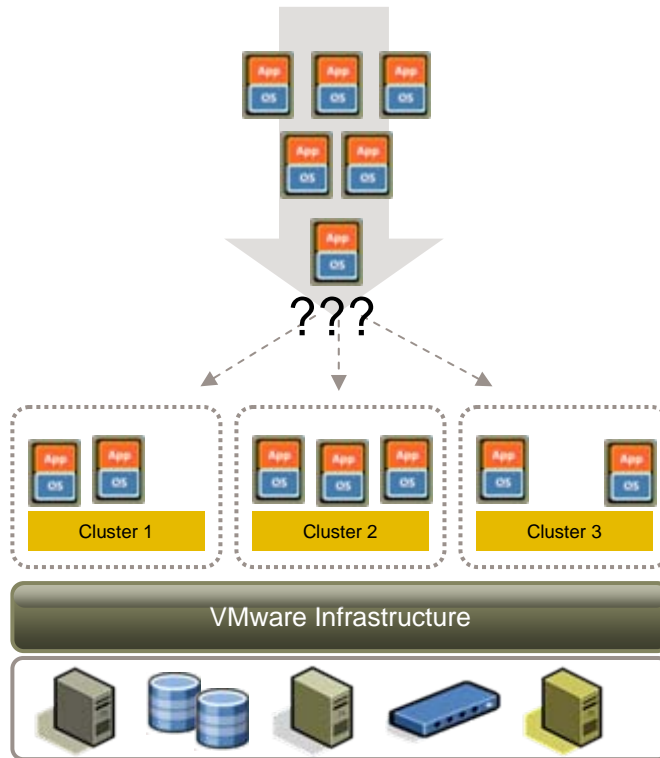 App App App
OS OS OS
App App
OS OS
App
OS
???
App App App App App App App
OS OS OS OS OS OS OS
Cluster 1 Cluster 2 Cluster 3
VMware Infrastructure